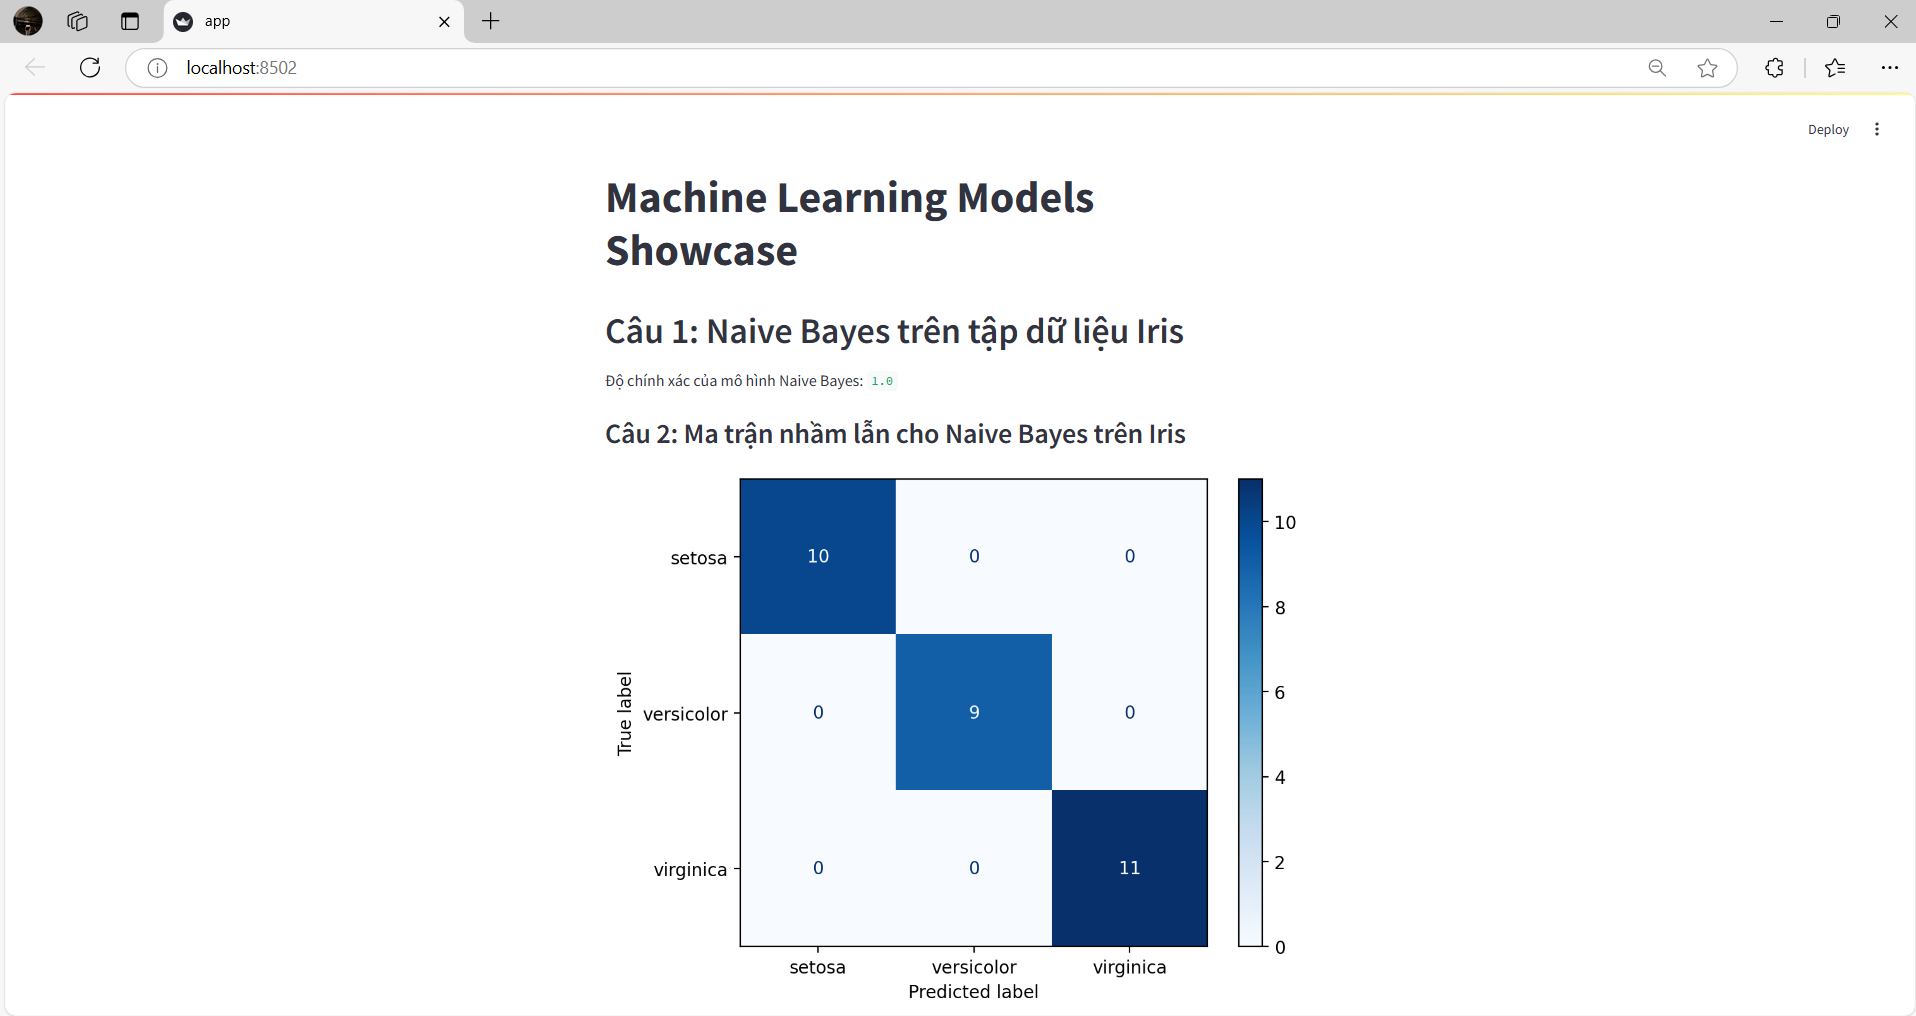 app
localhost:8502
Deploy
Machine Learning Models
Showcase
Câu 1: Naive Bayes trên tập dữ liệu Iris
Độ chính xác của mô hình Naive Bayes: 1.0
Câu 2: Ma trận nhầm lẫn cho Naive Bayes trên Iris
setosa 10 0 0
versicolor 0 9 0
virginica 0 0 11
setosa versicolor virginica
Predicted label
True label
10
8
6
4
2
0